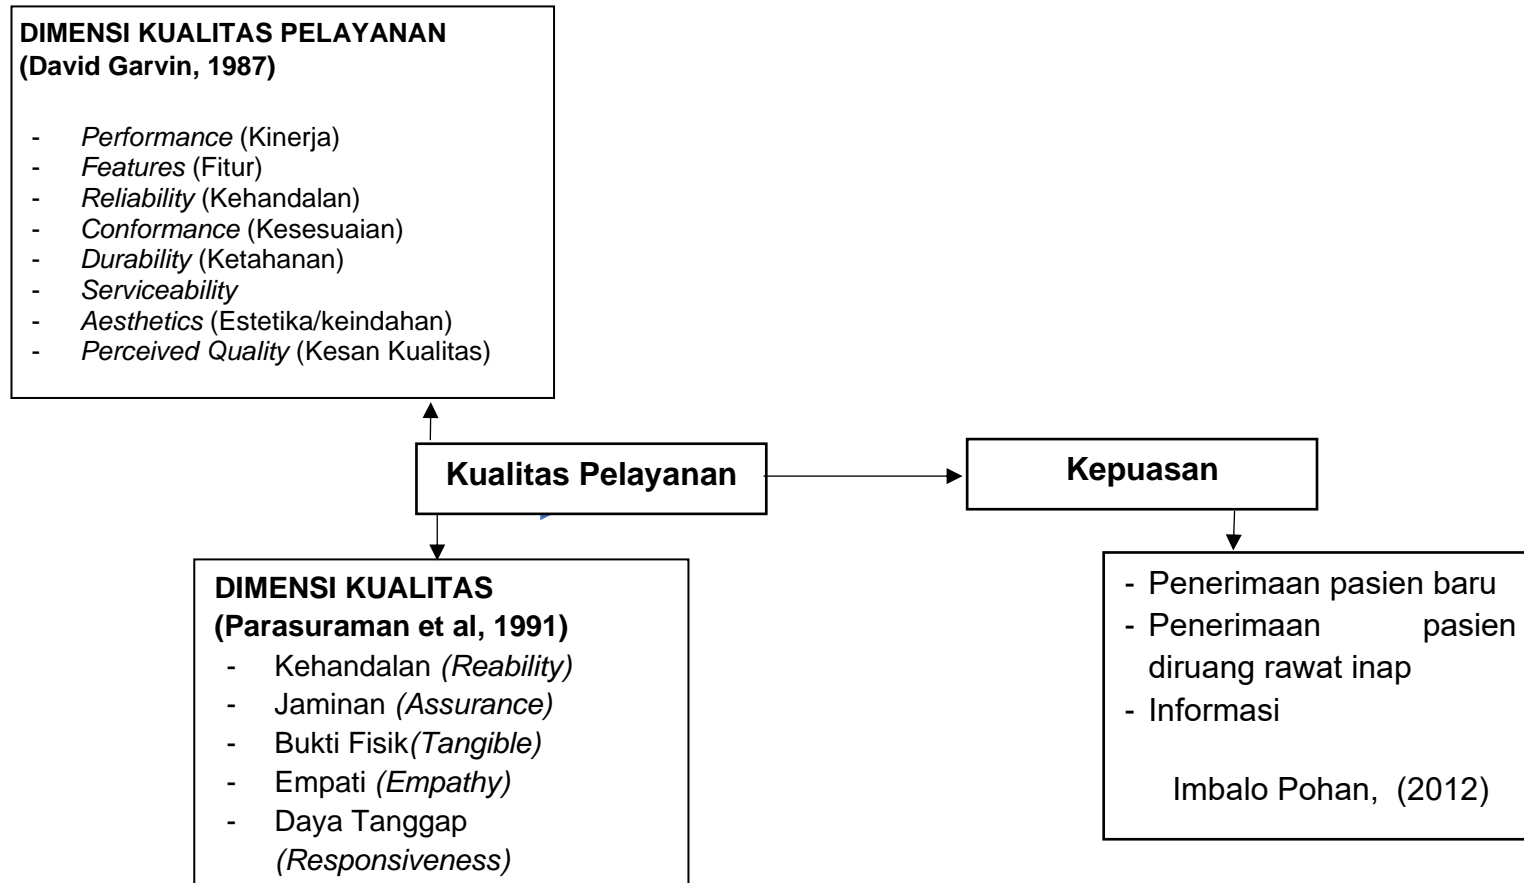 DIMENSI KUALITAS PELAYANAN
(David Garvin, 1987)
- Performance (Kinerja)
- Features (Fitur)
- Reliability (Kehandalan)
- Conformance (Kesesuaian)
- Durability (Ketahanan)
- Serviceability
- Aesthetics (Estetika/keindahan)
- Perceived Quality (Kesan Kualitas)
Kualitas Pelayanan
Kepuasan
DIMENSI KUALITAS
(Parasuraman et al, 1991)
- Kehandalan (Reability)
- Jaminan (Assurance)
- Bukti Fisik(Tangible)
- Empati (Empathy)
- Daya Tanggap
(Responsiveness)
- Penerimaan pasien baru
- Penerimaan pasien
diruang rawat inap
- Informasi
Imbalo Pohan, (2012)